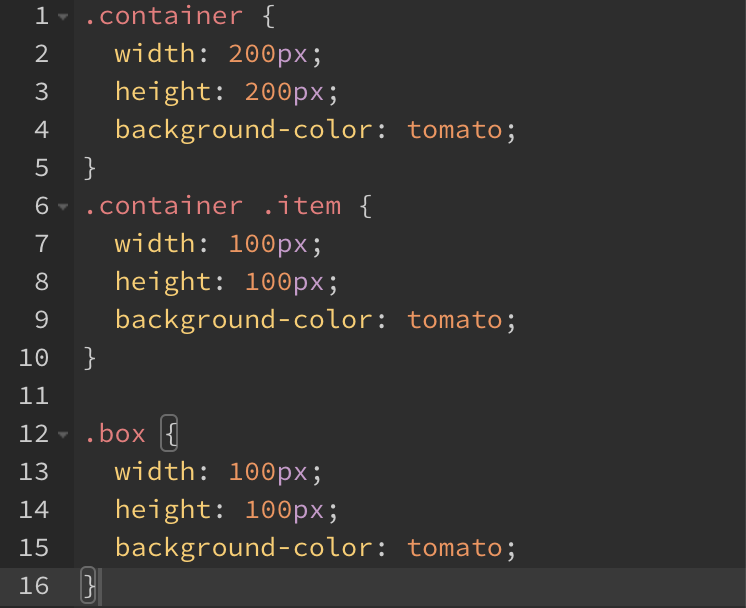 1 .container {
2 width: 200px;
3 height: 200px;
4 background-color: tomato;
5 }
6 .container .item {
7 width: 100px;
8 height: 100px;
9 background-color: tomato;
10 }
11
12 .box {
13 width: 100px;
14 height: 100px;
15 background-color: tomato;
16 }